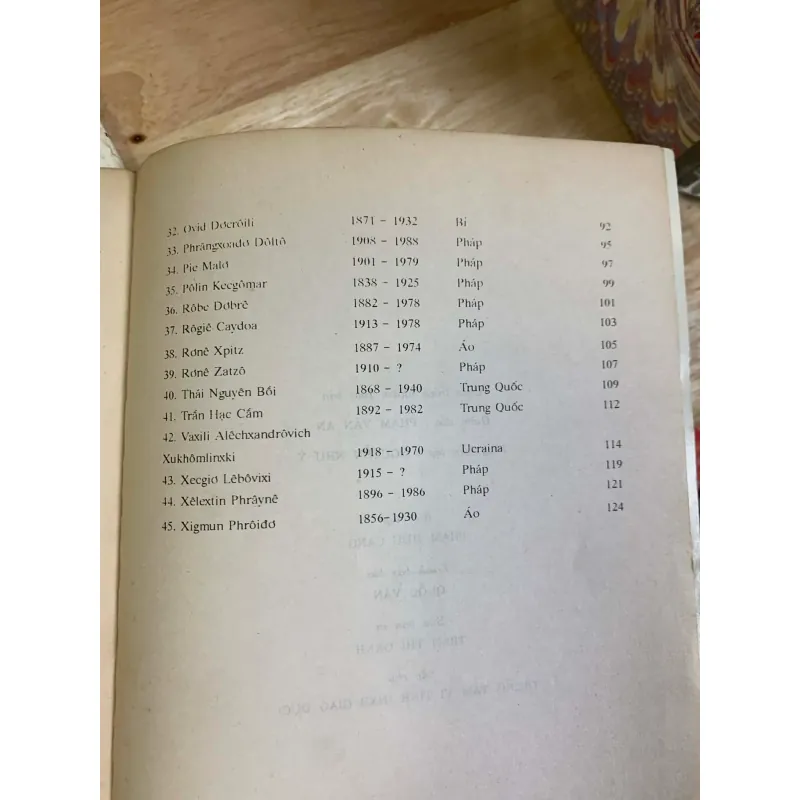 32. Ovid Dơcrôili 1871 - 1932 Bỉ 92
33. Phrăngxoadơ Đôltô 1908 - 1988 Pháp 95
34. Pie Malơ 1901 - 1979 Pháp 97
35. Pôlin Kecgômar 1838 - 1925 Pháp 99
36. Rôbe Dơbrê 1882 - 1978 Pháp 101
37. Rôgiê Caydoa 1913 - 1978 Pháp 103
38. Rơnê Xpitz 1887 - 1974 Áo 105
39. Rơnê Zatzô 1910 - ? Pháp 107
40. Thái Nguyên Bồi 1868 - 1940 Trung Quốc 109
41. Trần Hạc Cầm 1892 - 1982 Trung Quốc 112
42. Vaxili Alêchxandrôvich
Xukhômlinxki 1918 - 1970 Ucraina 114
43. Xecgiơ Lêbôvixi 1915 - ? Pháp 119
44. Xêlextin Phrâynê 1896 - 1986 Pháp 121
45. Xigmun Phrôiđơ 1856-1930 Áo 124